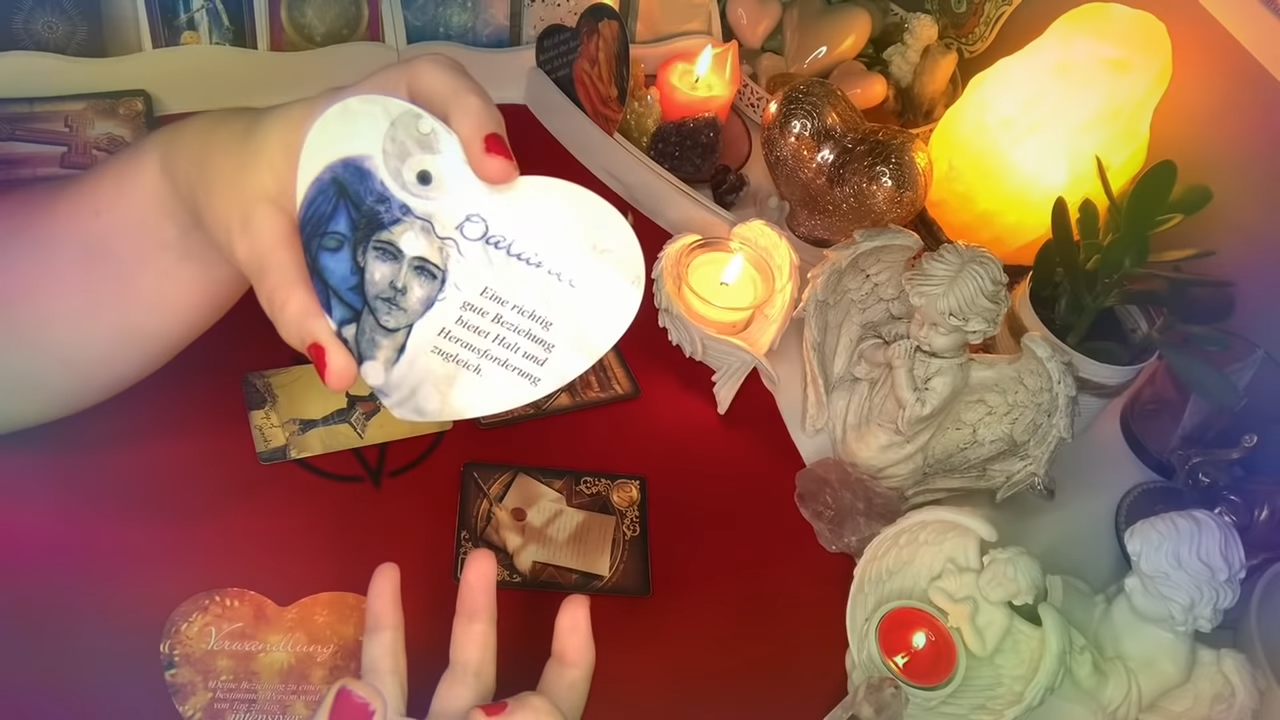 Eine richtig
gute Beziehung
bietet Halt und
Herausforderung
zugleich.
27
Verwandlung
Deine Beziehung zu einer
bestimmten Person wird
von Tag zu Tag
intensiver